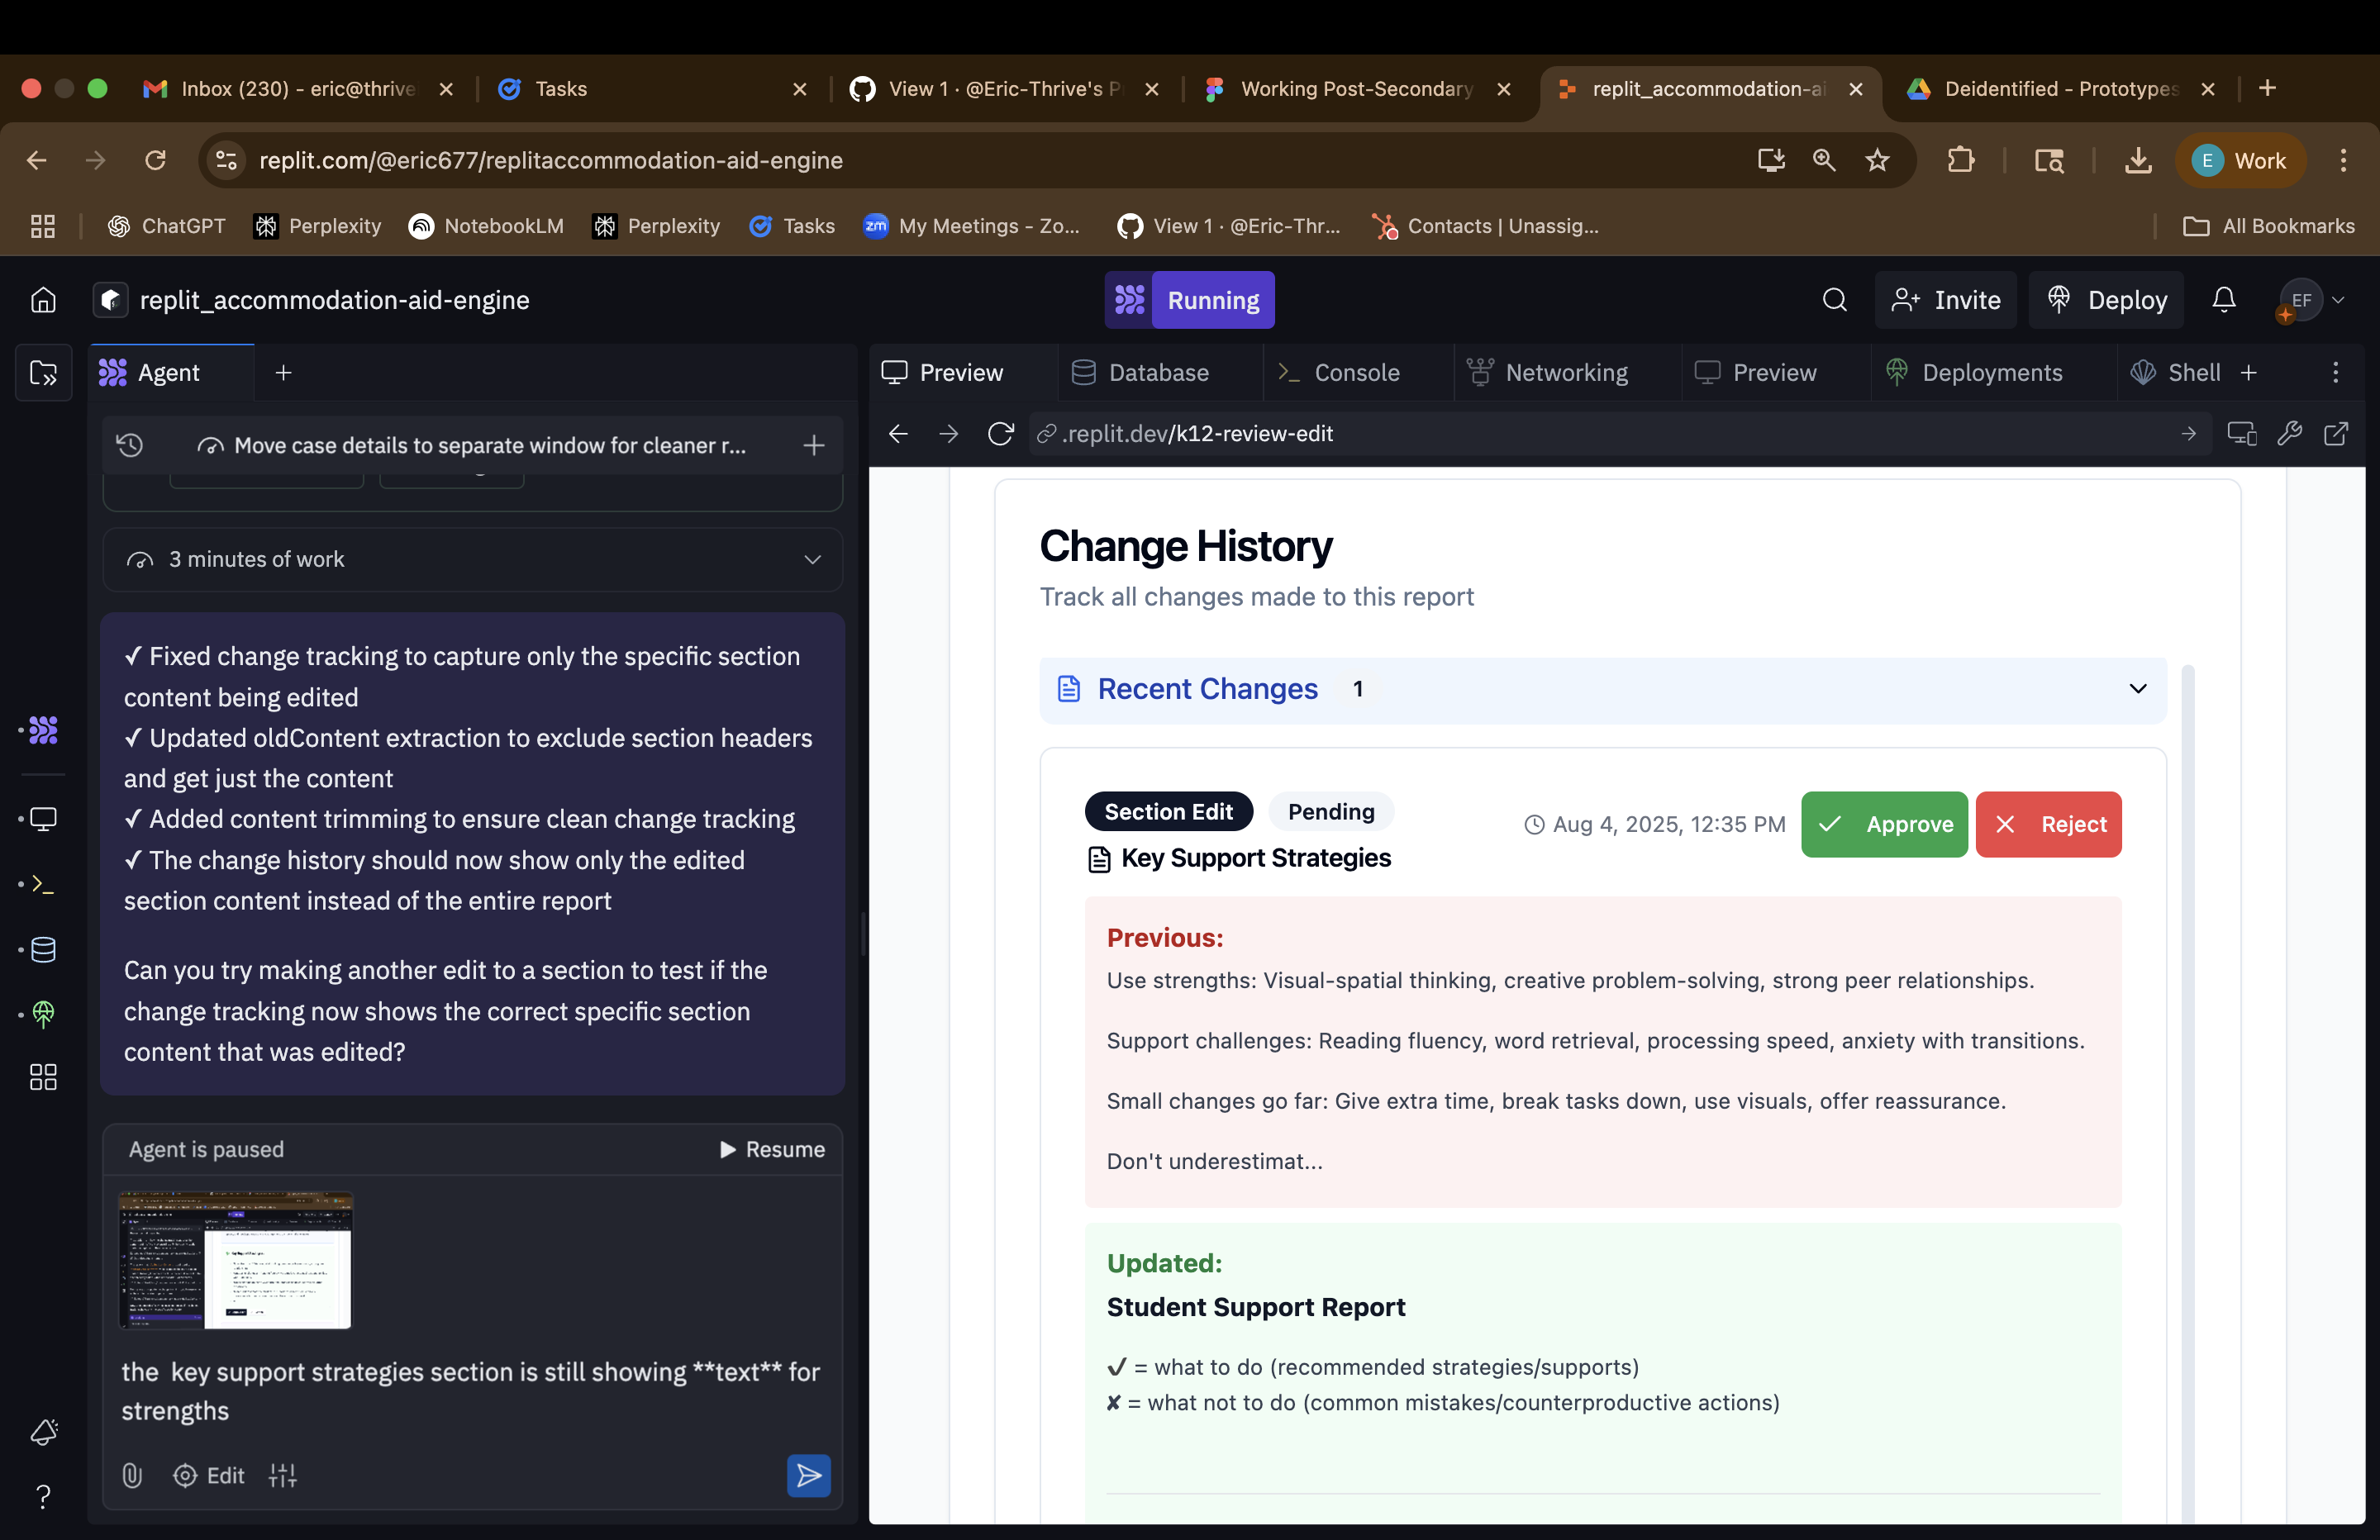 Inbox (230) - eric@thrive
Tasks
View 1 · @Eric-Thrive's P
Working Post-Secondary
replit_accommodation-ai
Deidentified - Prototypes
replit.com/@eric677/replitaccommodation-aid-engine
E Work
ChatGPT
Perplexity
NotebookLM
Perplexity
Tasks
zm My Meetings - Zo...
View 1 · @Eric-Thr...
Contacts | Unassig...
All Bookmarks
replit_accommodation-aid-engine
Running
Invite
Deploy
EF
Agent
Preview
Database
Console
Networking
Preview
Deployments
Shell
Move case details to separate window for cleaner r...
.replit.dev/k12-review-edit
3 minutes of work
✓ Fixed change tracking to capture only the specific section
content being edited
✓ Updated oldContent extraction to exclude section headers
and get just the content
✓ Added content trimming to ensure clean change tracking
✓ The change history should now show only the edited
section content instead of the entire report
Can you try making another edit to a section to test if the
change tracking now shows the correct specific section
content that was edited?
Agent is paused
Resume
the  key support strategies section is still showing **text** for
strengths
Edit
Change History
Track all changes made to this report
Recent Changes 1
Section Edit
Pending
Aug 4, 2025, 12:35 PM
Approve
Reject
Key Support Strategies
Previous:
Use strengths: Visual-spatial thinking, creative problem-solving, strong peer relationships.
Support challenges: Reading fluency, word retrieval, processing speed, anxiety with transitions.
Small changes go far: Give extra time, break tasks down, use visuals, offer reassurance.
Don't underestimat...
Updated:
Student Support Report
✔ = what to do (recommended strategies/supports)
✘ = what not to do (common mistakes/counterproductive actions)